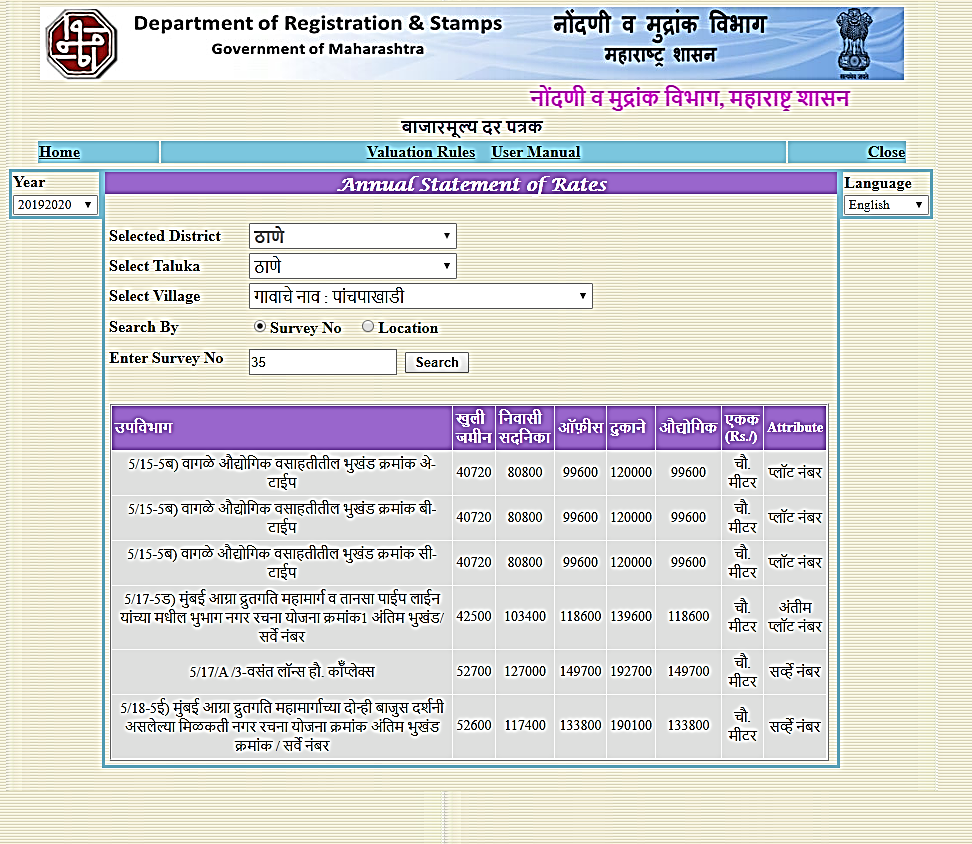 Department of Registration & Stamps
Government of Maharashtra
नोंदणी व मुद्रांक विभाग
महाराष्ट्र शासन
सत्यमेव जयते
नोंदणी व मुद्रांक विभाग, महाराष्ट्र शासन
बाजारमूल्य दर पत्रक
Home Valuation Rules User Manual Close
Year
20192020
Annual Statement of Rates
Language
English
Selected District ठाणे
Select Taluka ठाणे
Select Village गावाचे नाव : पांचपाखाडी
Search By Survey No Location
Enter Survey No 35 Search
उपविभाग खुली जमीन निवासी सदनिका ऑफ़ीस दुकाने औद्योगिक एकक (Rs./) Attribute
5/15-5ब) वागळे औद्योगिक वसाहतीतील भुखंड क्रमांक अे-
टाईप 40720 80800 99600 120000 99600 चौ. मीटर प्लॉट नंबर
5/15-5ब) वागळे औद्योगिक वसाहतीतील भुखंड क्रमांक बी-
टाईप 40720 80800 99600 120000 99600 चौ. मीटर प्लॉट नंबर
5/15-5ब) वागळे औद्योगिक वसाहतीतील भुखंड क्रमांक सी-
टाईप 40720 80800 99600 120000 99600 चौ. मीटर प्लॉट नंबर
5/17-5ड) मुंबई आग्रा द्रुतगति महामार्ग व तानसा पाईप लाईन
यांच्या मधील भुभाग नगर रचना योजना क्रमांक1 अंतिम भुखंड/
सर्वे नंबर 42500 103400 118600 139600 118600 चौ. मीटर अंतीम प्लॉट नंबर
5/17/A /3-वसंत लॉन्स हौ. कॉँप्लेक्स 52700 127000 149700 192700 149700 चौ. मीटर सर्व्हे नंबर
5/18-5ई) मुंबई आग्रा द्रुतगति महामार्गाच्या दोन्ही बाजुस दर्शनी
असलेल्या मिळकती नगर रचना योजना क्रमांक अंतिम भुखंड
क्रमांक / सर्वे नंबर 52600 117400 133800 190100 133800 चौ. मीटर सर्व्हे नंबर